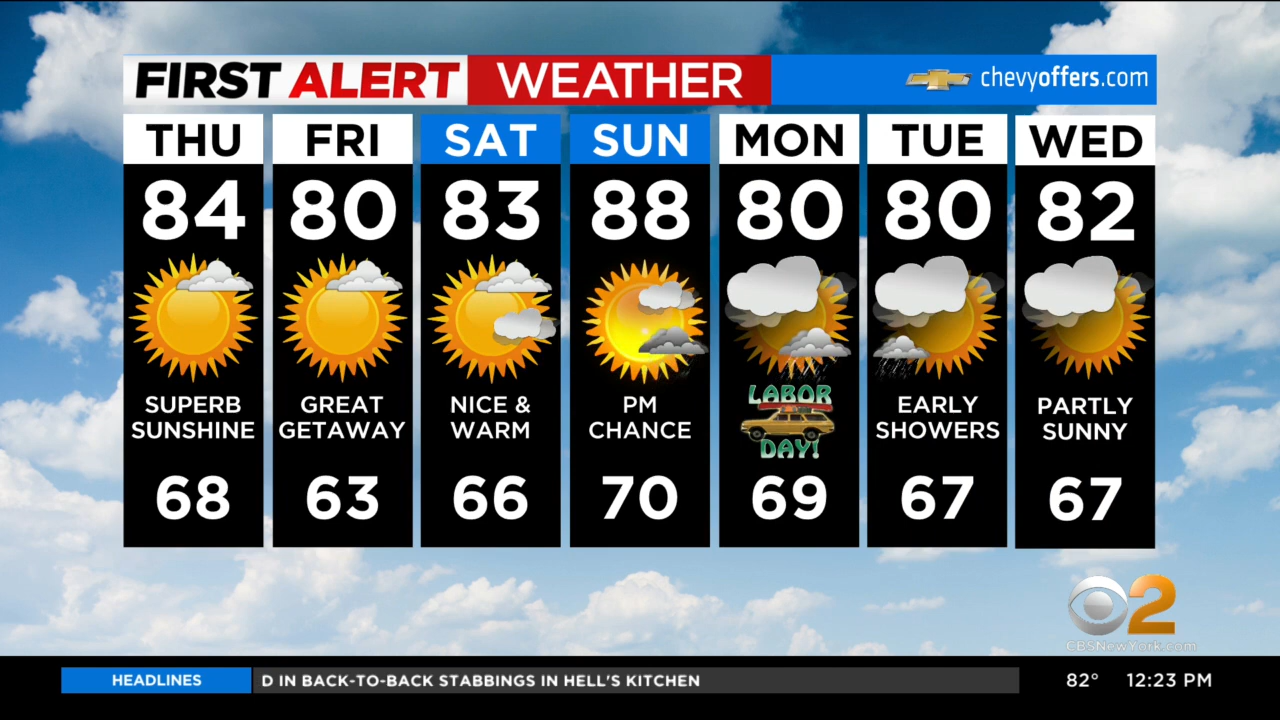 FIRST ALERT WEATHER
chevyoffers.com
THU FRI SAT SUN MON TUE WED
84 80 83 88 80 80 82
SUPERB
SUNSHINE
GREAT
GETAWAY
NICE &
WARM
PM
CHANCE
LABOR
DAY!
EARLY
SHOWERS
PARTLY
SUNNY
68 63 66 70 69 67 67
2
CBSNewYork.com
HEADLINES
D IN BACK-TO-BACK STABBINGS IN HELL'S KITCHEN
82° 12:23 PM